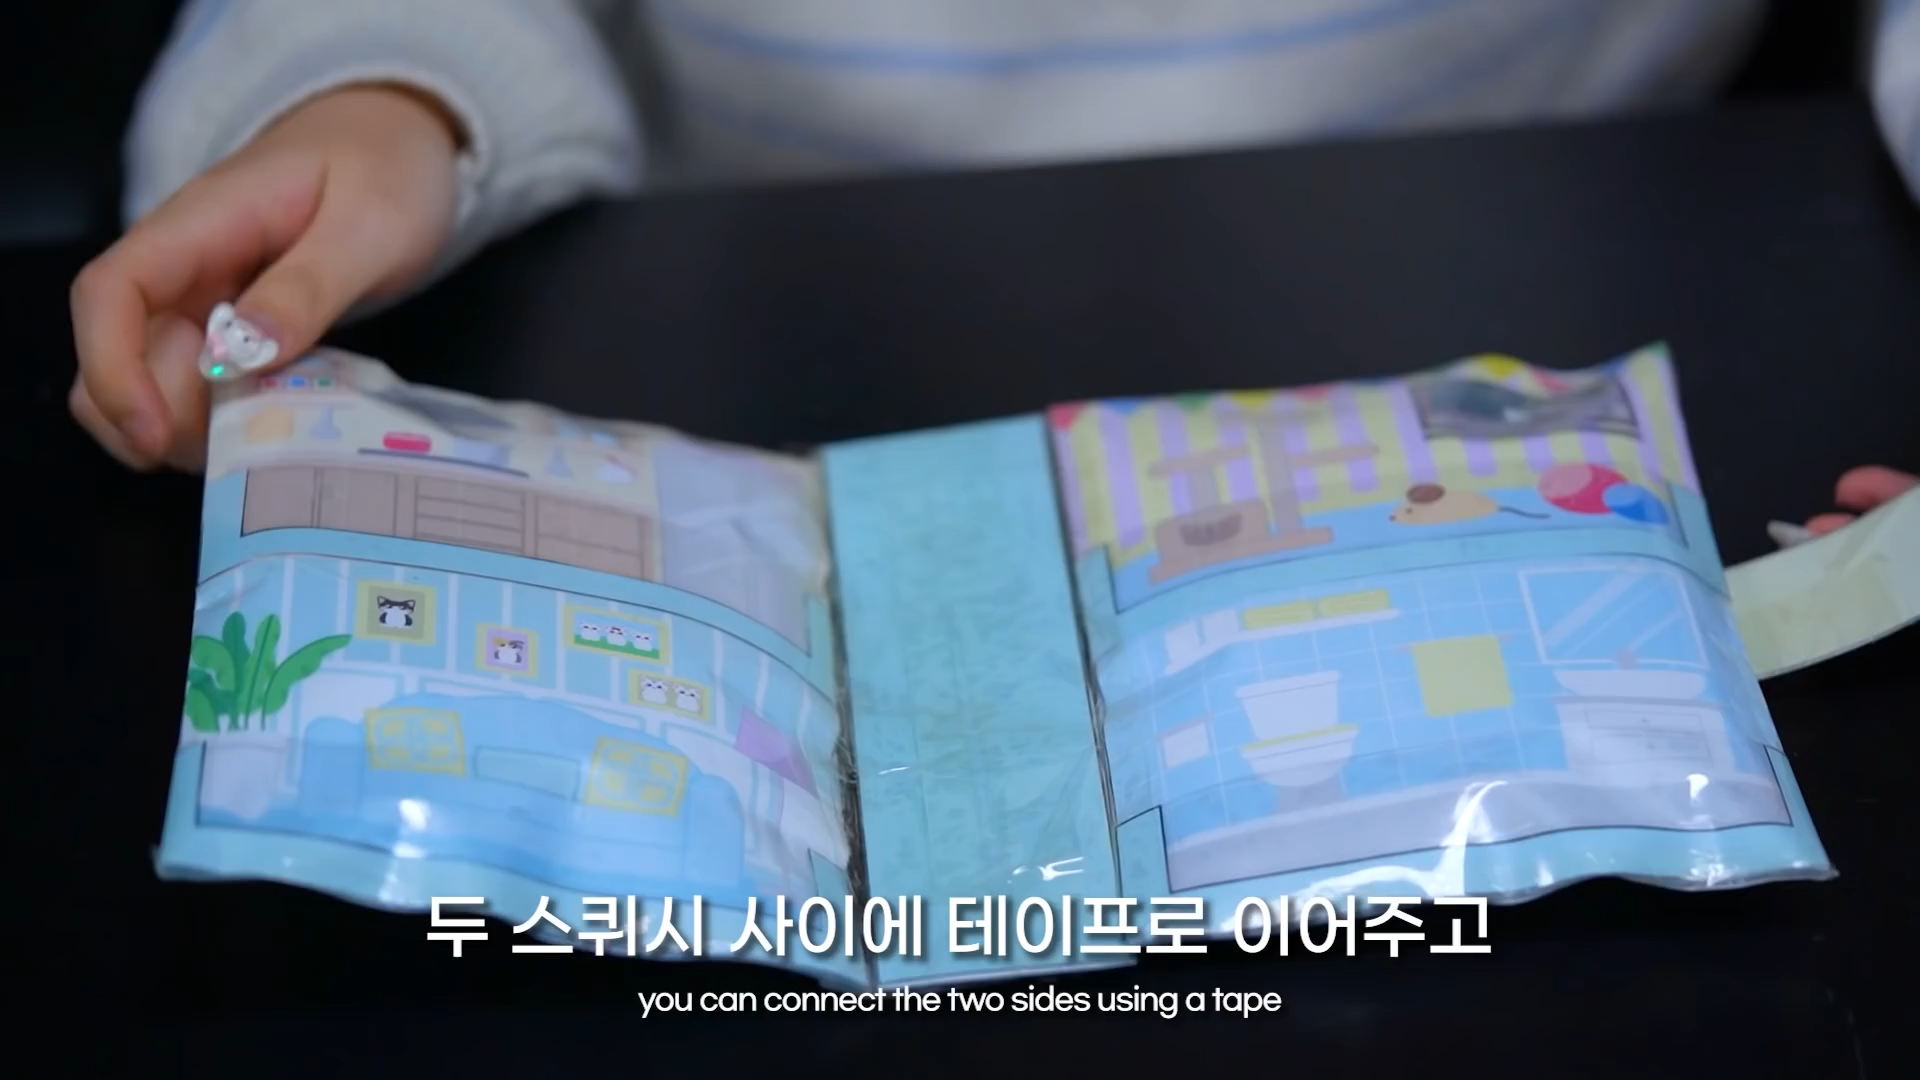 두 스퀴시 사이에 테이프로 이어주고
you can connect the two sides using a tape